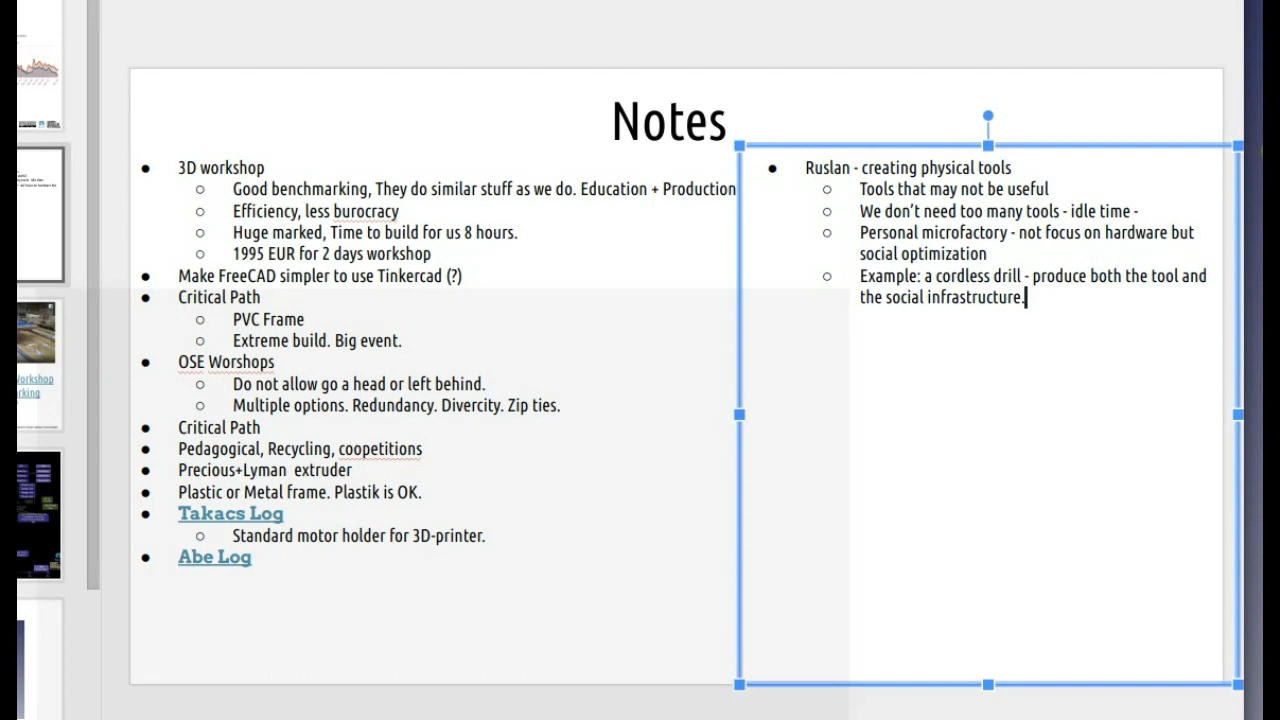 Notes
● 3D workshop
○ Good benchmarking, They do similar stuff as we do. Education + Production
○ Efficiency, less burocracy
○ Huge marked, Time to build for us 8 hours.
○ 1995 EUR for 2 days workshop
● Make FreeCAD simpler to use Tinkercad (?)
● Critical Path
○ PVC Frame
○ Extreme build. Big event.
● OSE Worshops
○ Do not allow go a head or left behind.
○ Multiple options. Redundancy. Divercity. Zip ties.
● Critical Path
● Pedagogical, Recycling, coopetitions
● Precious+Lyman extruder
● Plastic or Metal frame. Plastik is OK.
● Takacs Log
○ Standard motor holder for 3D-printer.
● Abe Log
● Ruslan - creating physical tools
○ Tools that may not be useful
○ We don't need too many tools - idle time -
○ Personal microfactory - not focus on hardware but
social optimization
○ Example: a cordless drill - produce both the tool and
the social infrastructure.